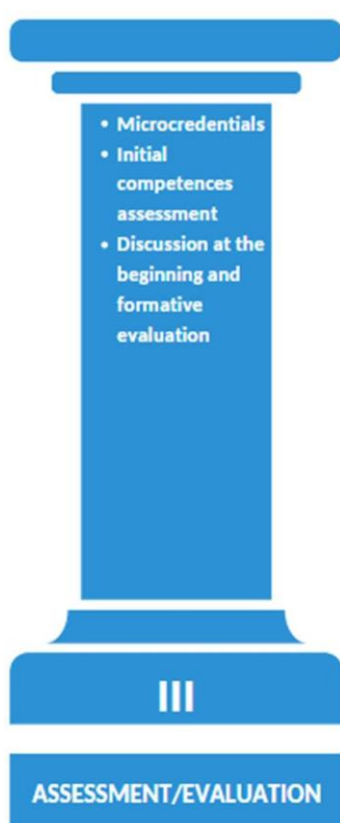 • Microcredentials
• Initial
competences
assessment
• Discussion at the
beginning and
formative
evaluation
III
ASSESSMENT/EVALUATION